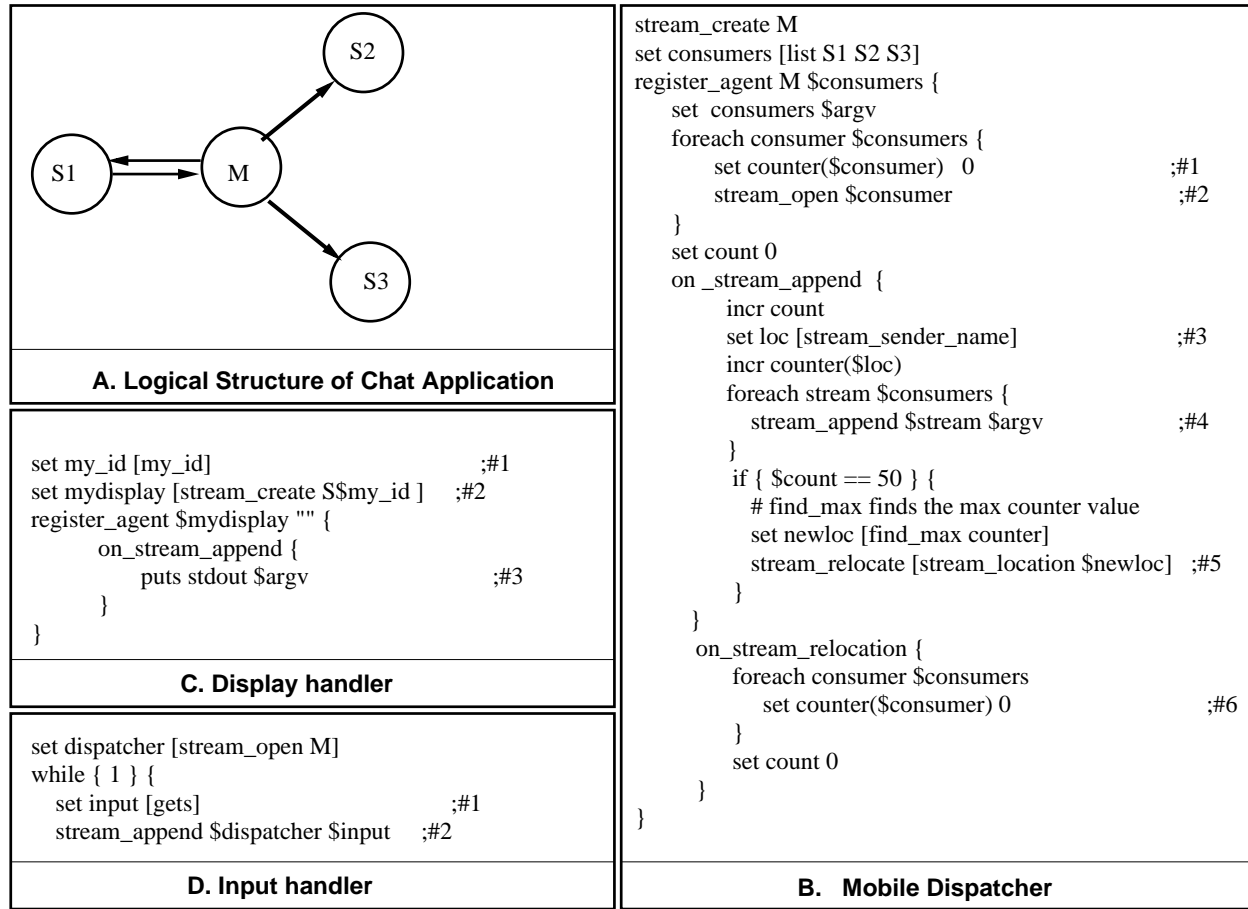 S2
S1
M
S3
A. Logical Structure of Chat Application
set my_id [my_id] ;#1
set mydisplay [stream_create S$my_id ] ;#2
register_agent $mydisplay "" {
on_stream_append {
puts stdout $argv ;#3
}
}
C. Display handler
set dispatcher [stream_open M]
while { 1 } {
set input [gets] ;#1
stream_append $dispatcher $input ;#2
D. Input handler
stream_create M
set consumers [list S1 S2 S3]
register_agent M $consumers {
set consumers $argv
foreach consumer $consumers {
set counter($consumer) 0 ;#1
stream_open $consumer ;#2
}
set count 0
on _stream_append {
incr count
set loc [stream_sender_name] ;#3
incr counter($loc)
foreach stream $consumers {
stream_append $stream $argv ;#4
}
if { $count == 50 } {
# find_max finds the max counter value
set newloc [find_max counter]
stream_relocate [stream_location $newloc] ;#5
}
}
on_stream_relocation {
foreach consumer $consumers
set counter($consumer) 0 ;#6
}
set count 0
}
}
B. Mobile Dispatcher